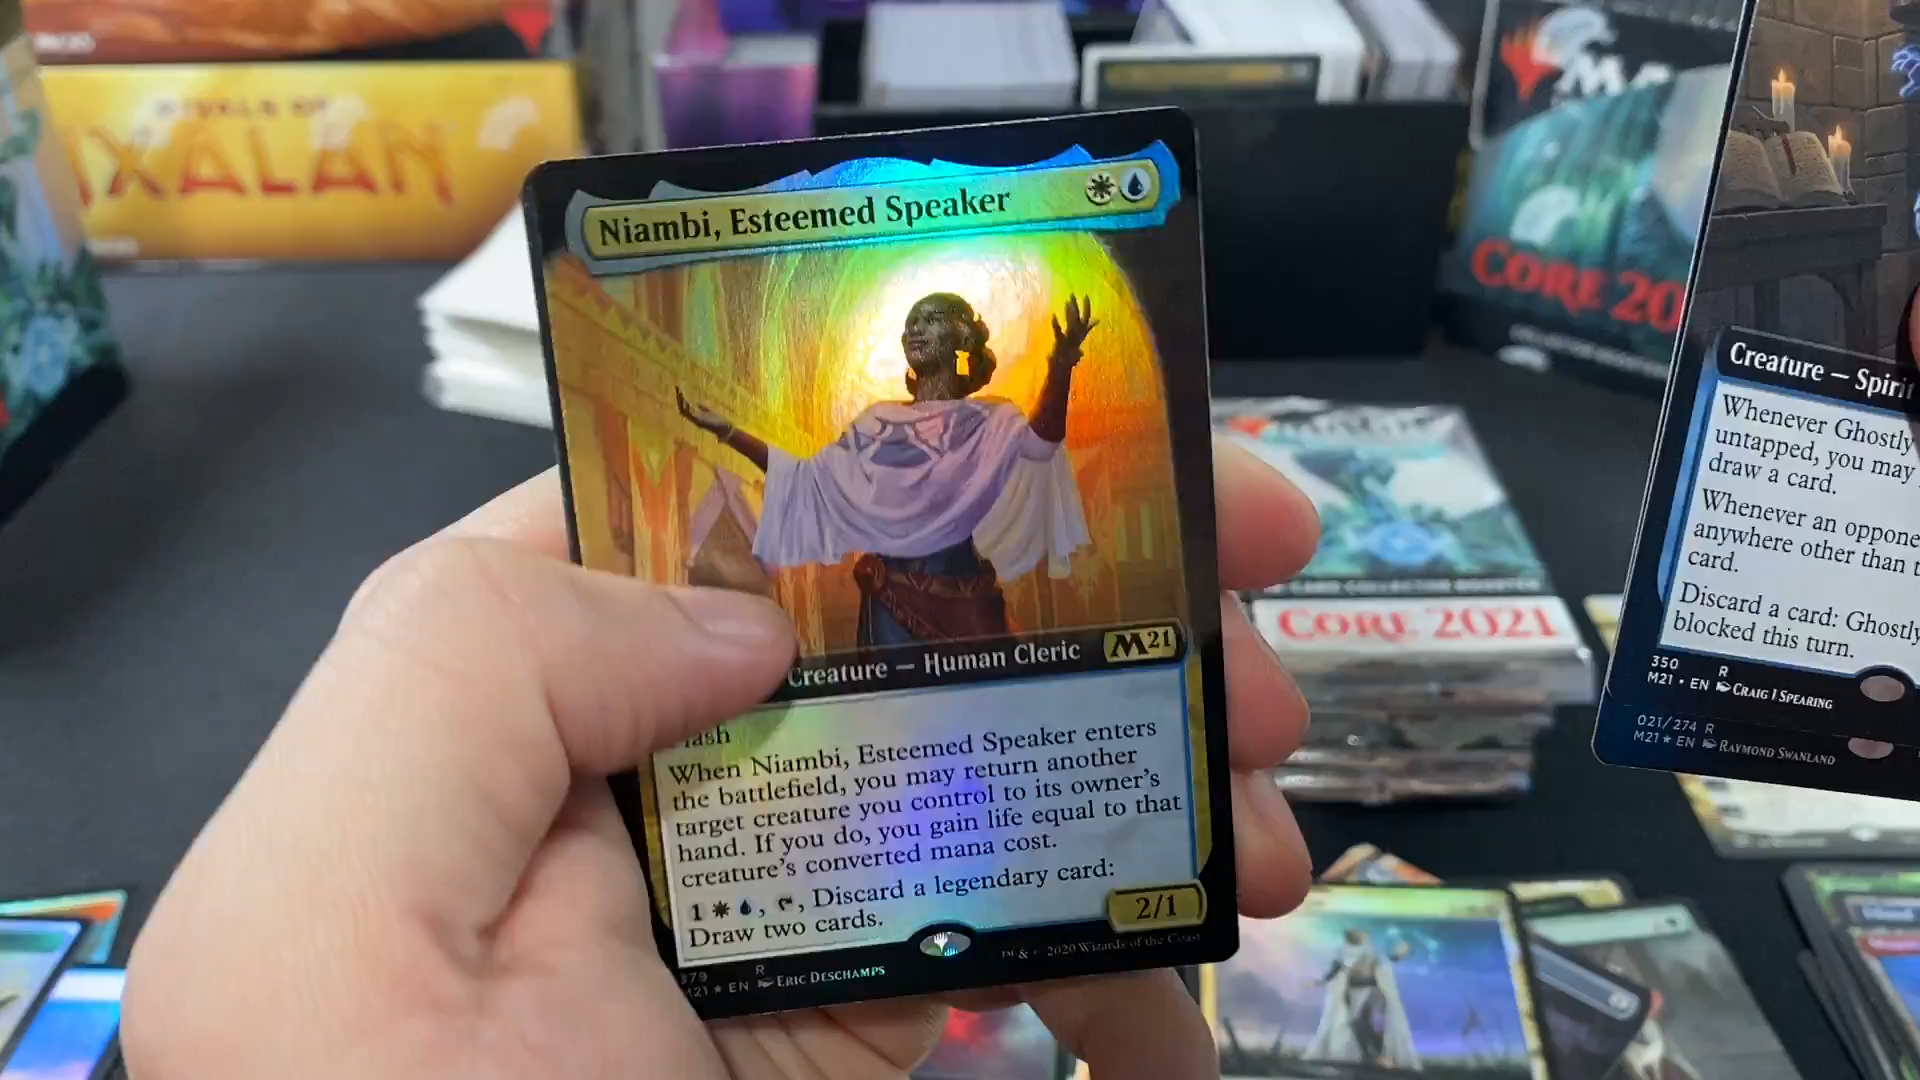 RIVALS OF
IXALAN
Niambi, Esteemed Speaker
Creature — Human Cleric
M21
lash
When Niambi, Esteemed Speaker enters
the battlefield, you may return another
target creature you control to its owner's
hand. If you do, you gain life equal to that
creature's converted mana cost.
1 , , Discard a legendary card:
Draw two cards.
2/1
379 R
M21 ★ EN ERIC DESCHAMPS
™ & © 2020 Wizards of the Coast
CORE 20
CORE 2021
Creature — Spirit
Whenever Ghostly
untapped, you may
draw a card.
Whenever an oppone
anywhere other than t
card.
Discard a card: Ghostly
blocked this turn.
350 R
M21 • EN CRAIG J SPEARING
021/274 R
M21 ★ EN RAYMOND SWANLAND